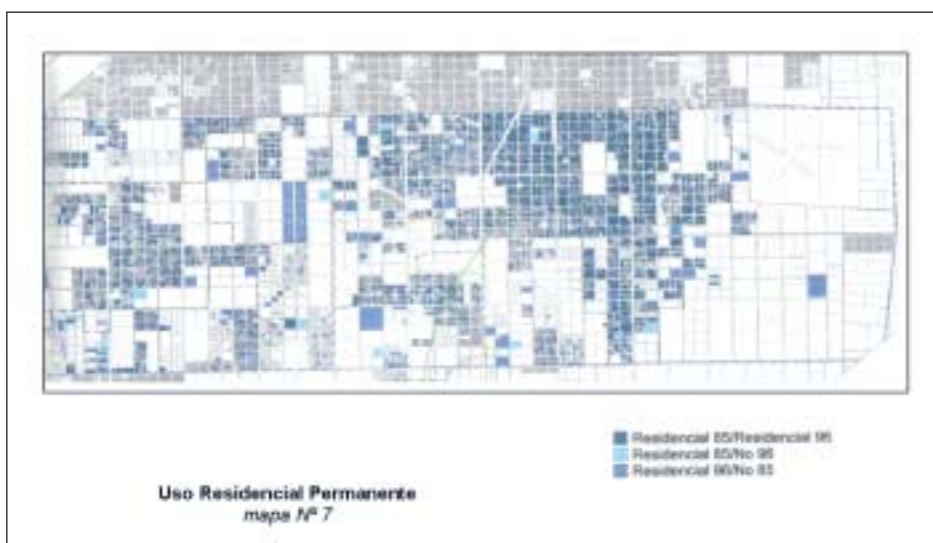 Residencial 85/Residencial 96
Residencial 85/No 96
Residencial 96/No 85
Uso Residencial Permanente
mapa Nº 7